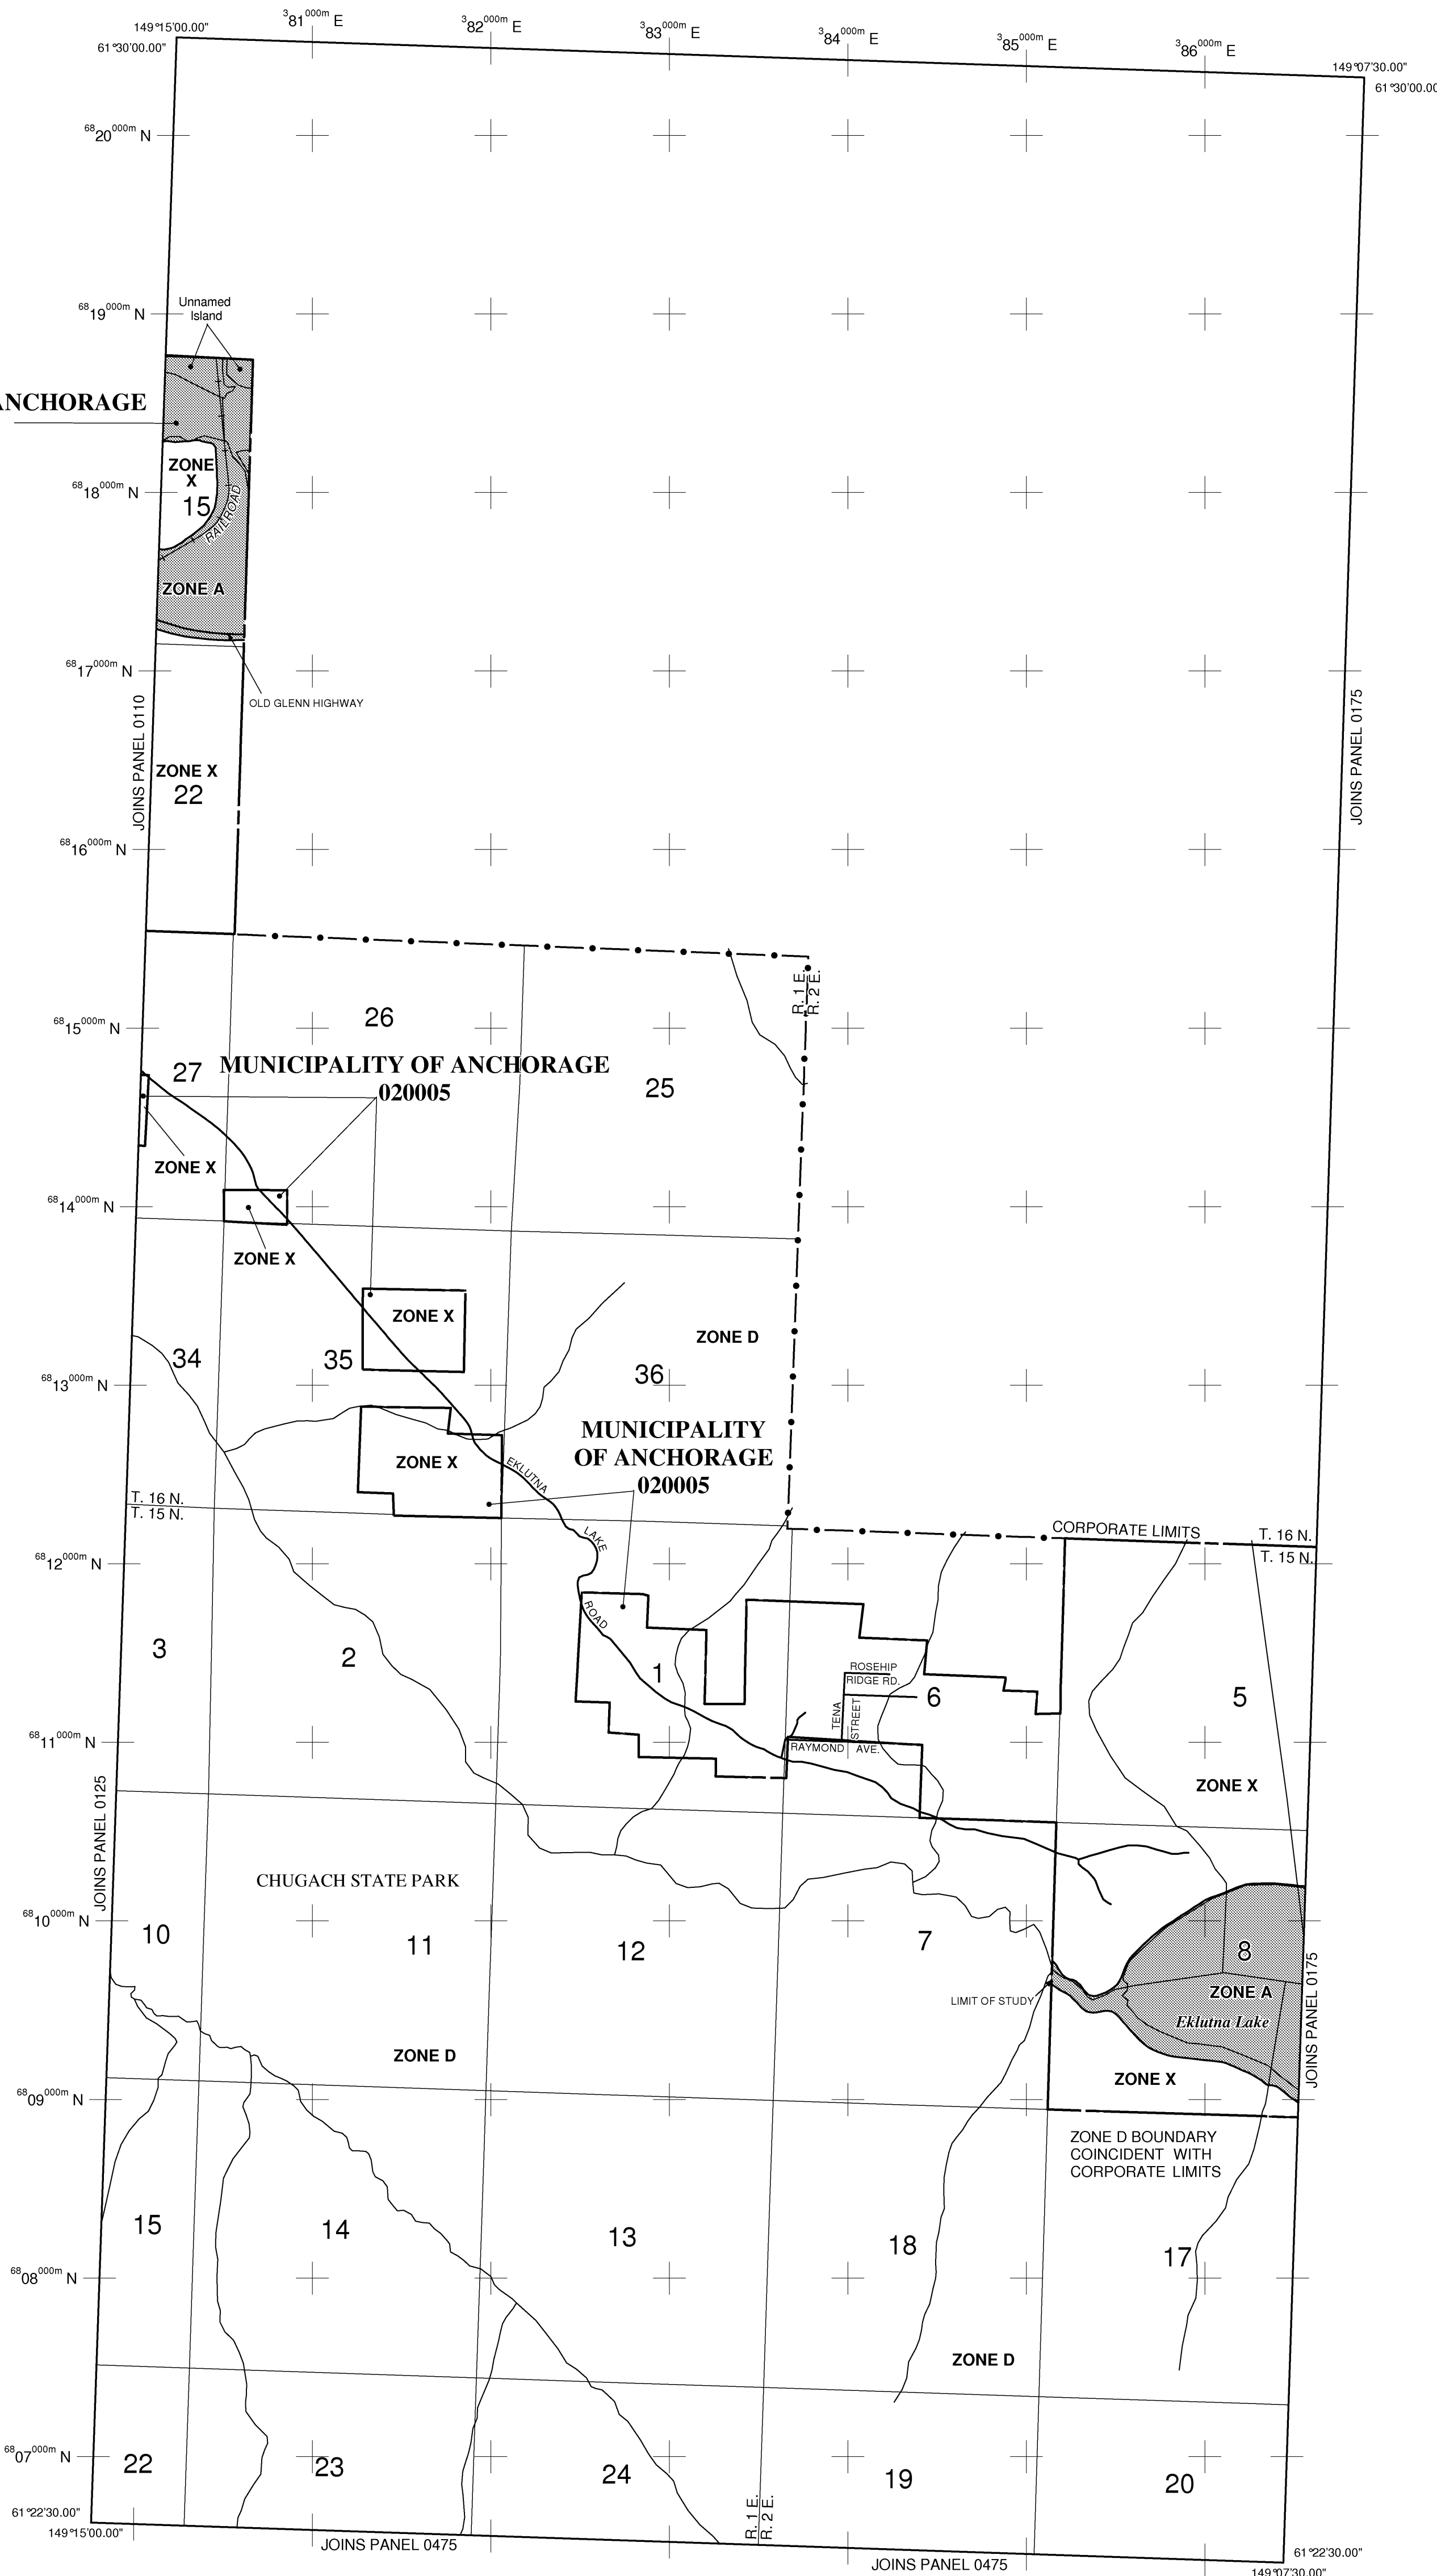 149°15'00.00"
61°30'00.00"
³81⁰⁰⁰ᵐ E
³82⁰⁰⁰ᵐ E
³83⁰⁰⁰ᵐ E
³84⁰⁰⁰ᵐ E
³85⁰⁰⁰ᵐ E
³86⁰⁰⁰ᵐ E
149°07'30.00"
61°30'00.00
⁶⁸20⁰⁰⁰ᵐ N
Unnamed
Island
⁶⁸19⁰⁰⁰ᵐ N
ANCHORAGE
ZONE
X
15
⁶⁸18⁰⁰⁰ᵐ N
RAILROAD
ZONE A
⁶⁸17⁰⁰⁰ᵐ N
OLD GLENN HIGHWAY
JOINS PANEL 0110
JOINS PANEL 0175
ZONE X
22
⁶⁸16⁰⁰⁰ᵐ N
R. 1 E.
R. 2 E.
26
⁶⁸15⁰⁰⁰ᵐ N
27
MUNICIPALITY OF ANCHORAGE
020005
25
ZONE X
⁶⁸14⁰⁰⁰ᵐ N
ZONE X
ZONE X
ZONE D
34
35
36
⁶⁸13⁰⁰⁰ᵐ N
MUNICIPALITY
OF ANCHORAGE
020005
ZONE X
EKLUTNA
LAKE
ROAD
T. 16 N.
T. 15 N.
CORPORATE LIMITS
T. 16 N.
T. 15 N.
⁶⁸12⁰⁰⁰ᵐ N
3
2
1
ROSEHIP
RIDGE RD.
TENA
STREET
6
5
⁶⁸11⁰⁰⁰ᵐ N
RAYMOND AVE.
ZONE X
JOINS PANEL 0125
CHUGACH STATE PARK
⁶⁸10⁰⁰⁰ᵐ N
10
11
12
7
8
ZONE A
LIMIT OF STUDY
Eklutna Lake
JOINS PANEL 0175
ZONE D
ZONE X
⁶⁸09⁰⁰⁰ᵐ N
ZONE D BOUNDARY
COINCIDENT WITH
CORPORATE LIMITS
15
14
13
18
17
⁶⁸08⁰⁰⁰ᵐ N
ZONE D
⁶⁸07⁰⁰⁰ᵐ N
22
23
24
19
20
R. 1 E.
R. 2 E.
61°22'30.00"
149°15'00.00"
JOINS PANEL 0475
JOINS PANEL 0475
61°22'30.00"
149°07'30.00"